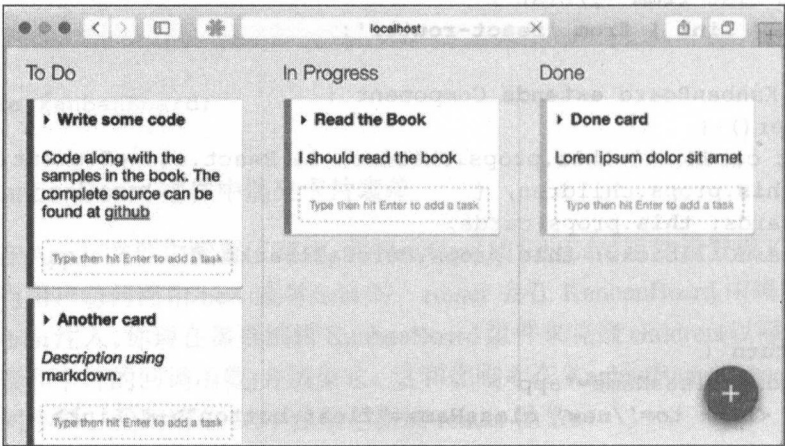 localhost
To Do
In Progress
Done
Write some code
Code along with the
samples in the book. The
complete source can be
found at github
Type then hit Enter to add a task
Another card
Description using
markdown.
Type then hit Enter to add a task
Read the Book
I should read the book
Type then hit Enter to add a task
Done card
Lorem ipsum dolor sit amet
Type then hit Enter to add a task
+